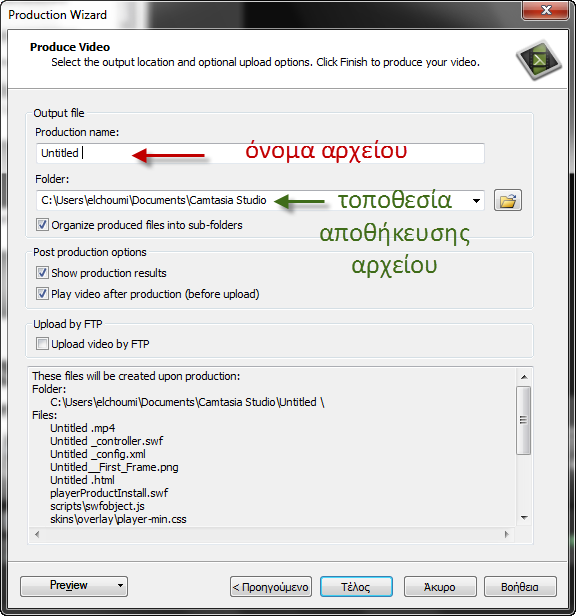 Production Wizard
Produce Video
Select the output location and optional upload options. Click Finish to produce your video.
Output file
Production name:
Untitled
όνομα αρχείου
Folder:
C:\Users\elchoumi\Documents\Camtasia Studio
τοποθεσία
αποθήκευσης
αρχείου
Organize produced files into sub-folders
Post production options
Show production results
Play video after production (before upload)
Upload by FTP
Upload video by FTP
These files will be created upon production:
Folder:
C:\Users\elchoumi\Documents\Camtasia Studio\Untitled \
Files:
Untitled .mp4
Untitled _controller.swf
Untitled _config.xml
Untitled__First_Frame.png
Untitled .html
playerProductInstall.swf
scripts\swfobject.js
skins\overlay\player-min.css
Preview
< Προηγούμενο
Τέλος
Άκυρο
Βοήθεια